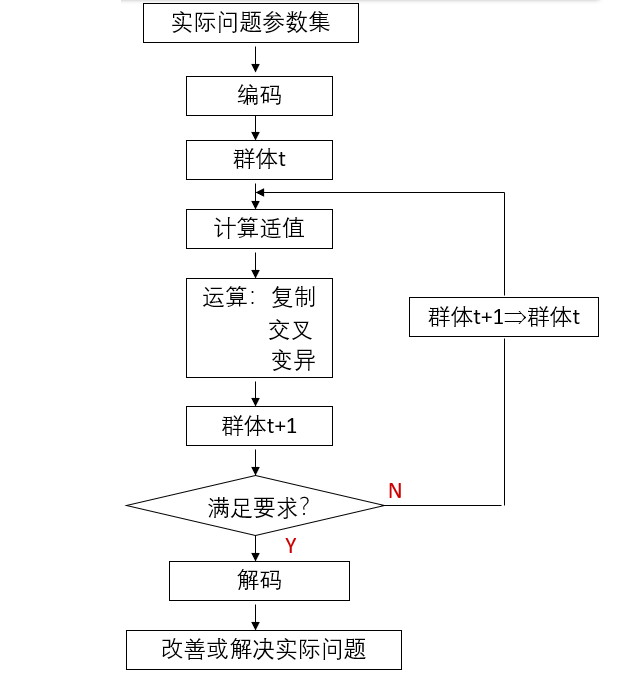 实际问题参数集
编码
群体t
计算适值
运算：复制
交叉
变异
群体t+1⇒群体t
群体t+1
满足要求?
N
Y
解码
改善或解决实际问题